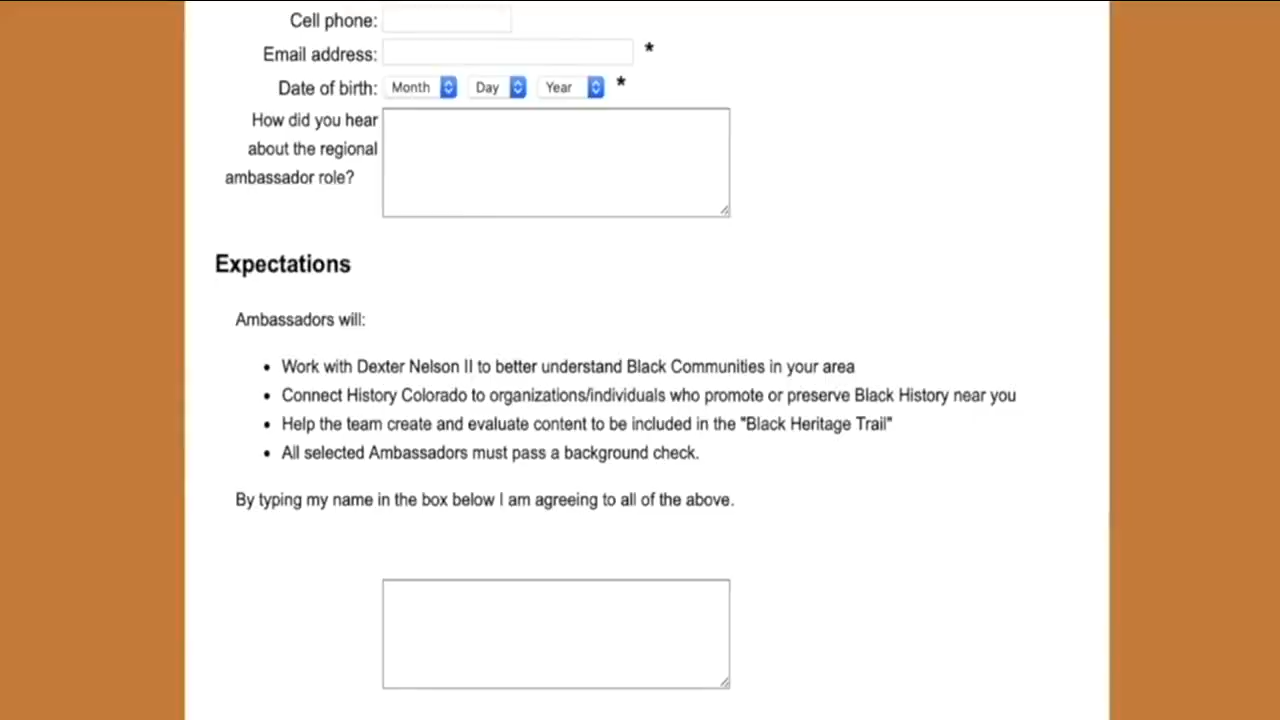 Cell phone:
Email address: *
Date of birth: Month Day Year *
How did you hear
about the regional
ambassador role?
Expectations
Ambassadors will:
• Work with Dexter Nelson II to better understand Black Communities in your area
• Connect History Colorado to organizations/individuals who promote or preserve Black History near you
• Help the team create and evaluate content to be included in the "Black Heritage Trail"
• All selected Ambassadors must pass a background check.
By typing my name in the box below I am agreeing to all of the above.